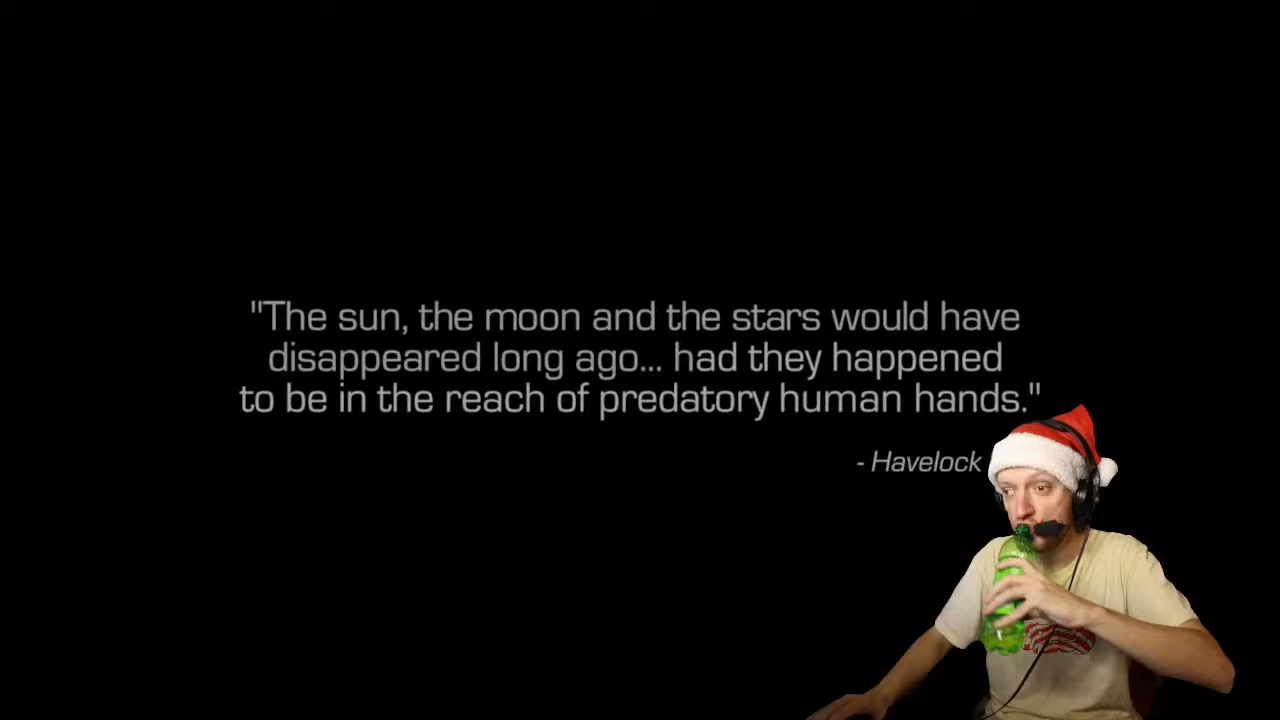 "The sun, the moon and the stars would have
disappeared long ago... had they happened
to be in the reach of predatory human hands."
- Havelock